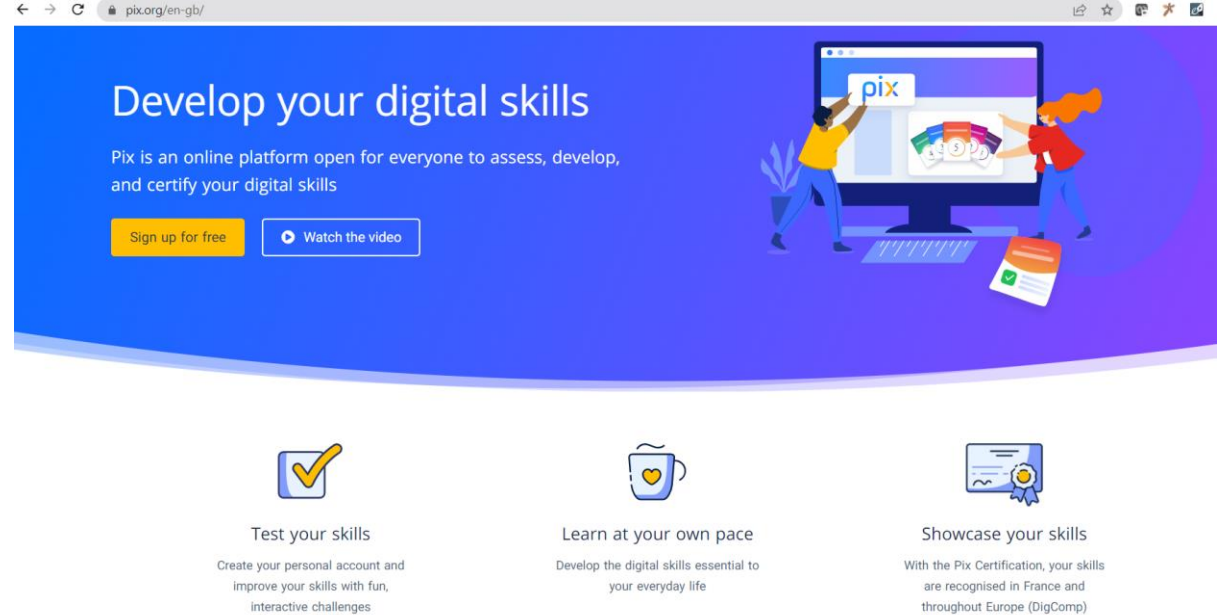 pix.org/en-gb/
Develop your digital skills
Pix is an online platform open for everyone to assess, develop,
and certify your digital skills
Sign up for free
Watch the video
pix
Test your skills
Create your personal account and
improve your skills with fun,
interactive challenges
Learn at your own pace
Develop the digital skills essential to
your everyday life
Showcase your skills
With the Pix Certification, your skills
are recognised in France and
throughout Europe (DigComp)